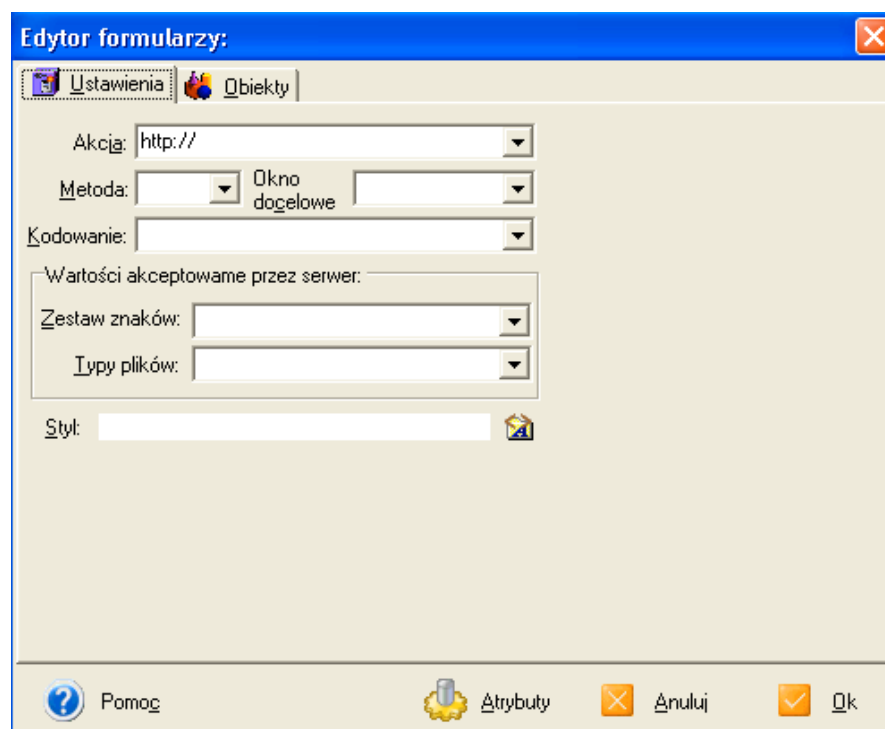 Edytor formularzy:
Ustawienia Obiekty
Akcja: http://
Metoda: Okno docelowe
Kodowanie:
Wartości akceptowame przez serwer:
Zestaw znaków:
Typy plików:
Styl:
Pomoc Atrybuty Anuluj Ok